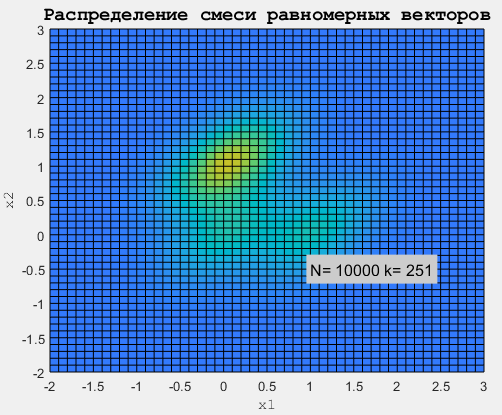 Распределение смеси равномерных векторов
3
2.5
2
1.5
1
0.5
0
-0.5
-1
-1.5
-2
x2
N= 10000 k= 251
-2 -1.5 -1 -0.5 0 0.5 1 1.5 2 2.5 3
x1